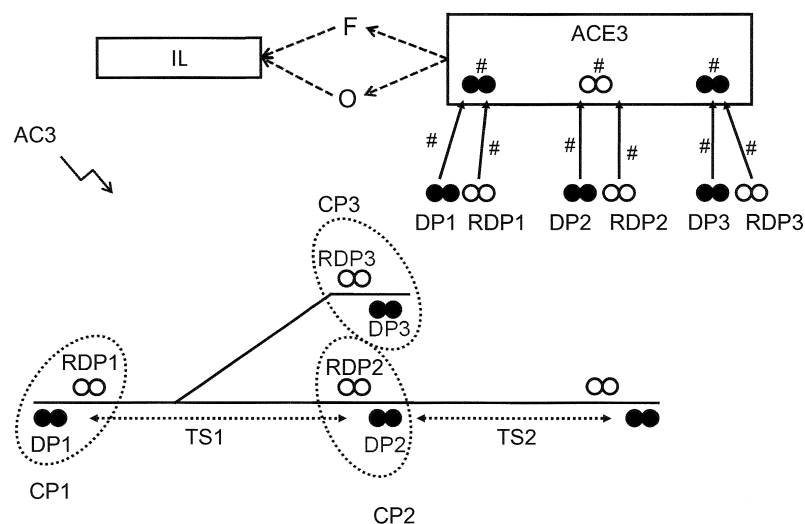 F
ACE3
IL
# # #
O
AC3
# # # # # #
DP1 RDP1 DP2 RDP2 DP3 RDP3
CP3
RDP3
DP3
RDP1
RDP2
DP1
TS1
DP2
TS2
CP1
CP2